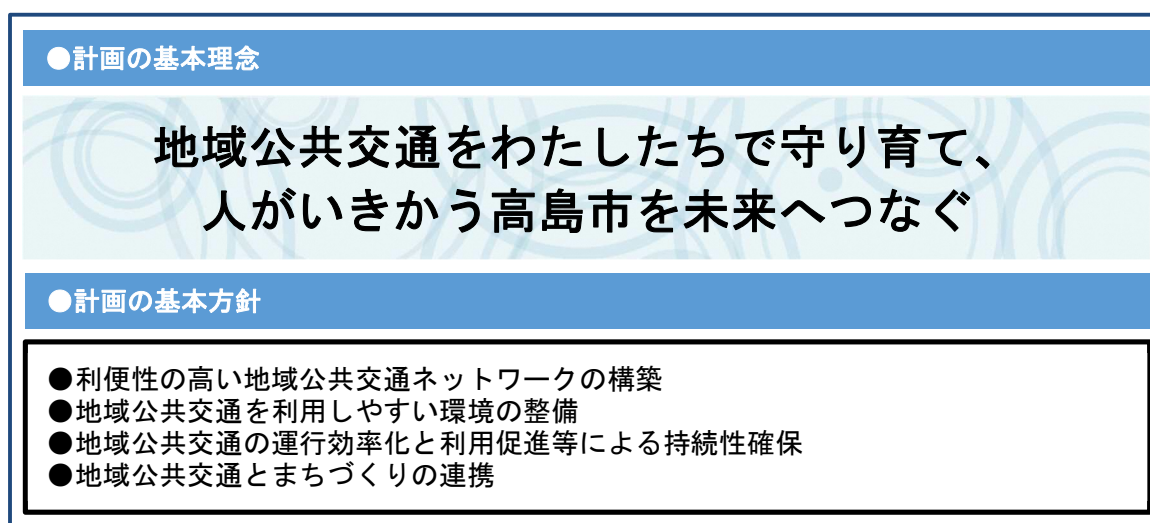 ●計画の基本理念
地域公共交通をわたしたちで守り育て、
人がいきかう高島市を未来へつなぐ
●計画の基本方針
●利便性の高い地域公共交通ネットワークの構築
●地域公共交通を利用しやすい環境の整備
●地域公共交通の運行効率化と利用促進等による持続性確保
●地域公共交通とまちづくりの連携